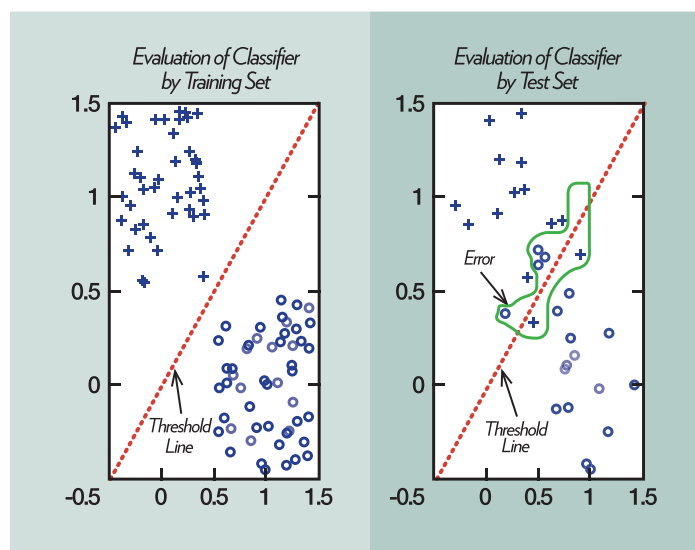 Evaluation of Classifier
by Training Set
1.5
1
0.5
0
-0.5
0
0.5
1
1.5
Threshold
Line
Evaluation of Classifier
by Test Set
1.5
1
0.5
0
-0.5
0
0.5
1
1.5
Error
Threshold
Line